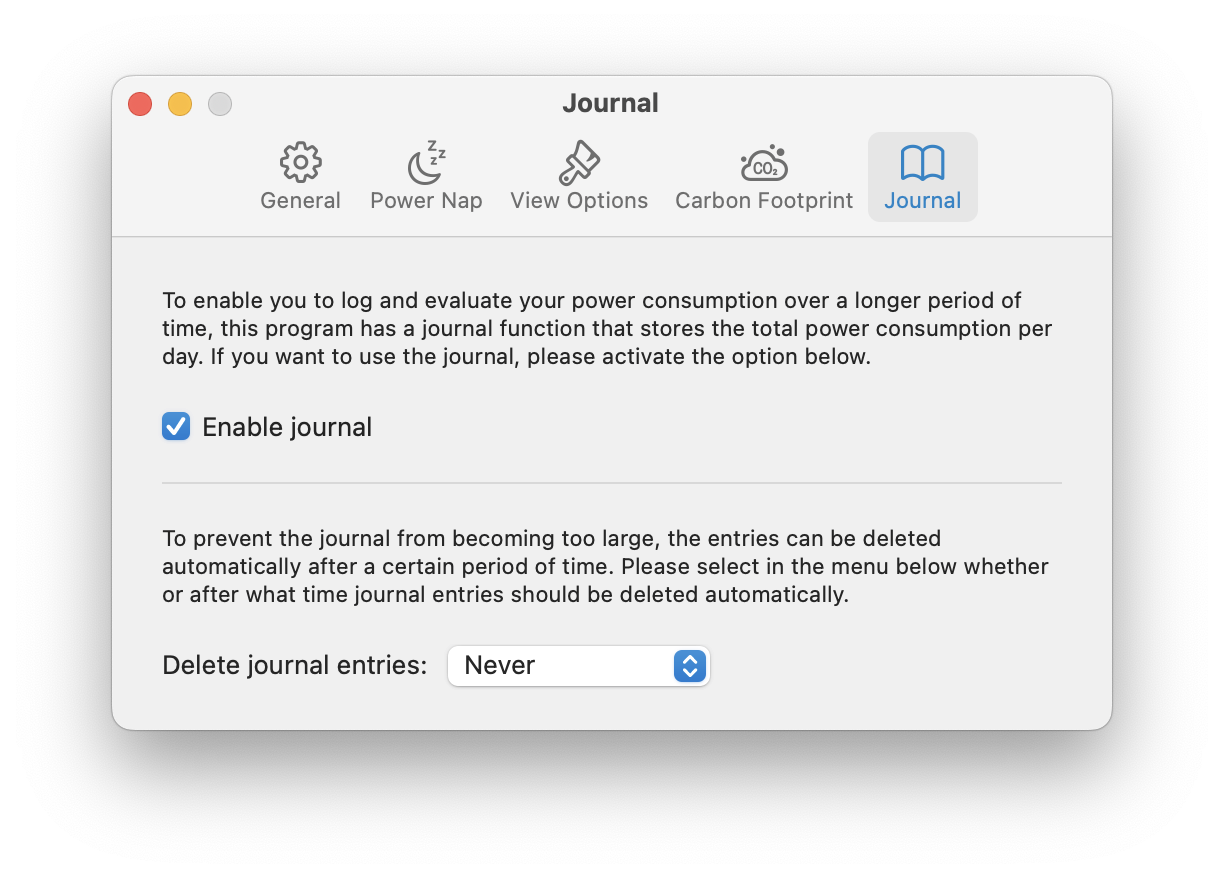 Journal
General
Power Nap
View Options
Carbon Footprint
Journal
zzz
CO₂
To enable you to log and evaluate your power consumption over a longer period of
time, this program has a journal function that stores the total power consumption per
day. If you want to use the journal, please activate the option below.
Enable journal
To prevent the journal from becoming too large, the entries can be deleted
automatically after a certain period of time. Please select in the menu below whether
or after what time journal entries should be deleted automatically.
Delete journal entries: Never